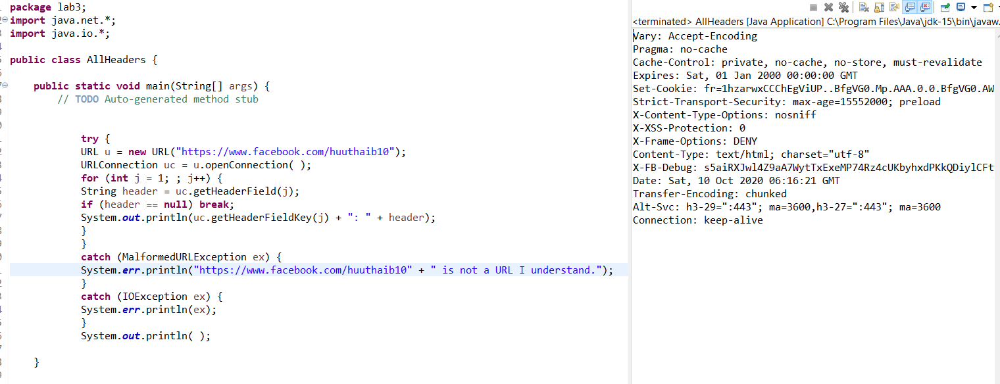 package lab3;
import java.net.*;
import java.io.*;
public class AllHeaders {
public static void main(String[] args) {
// TODO Auto-generated method stub
try {
URL u = new URL("https://www.facebook.com/huuthaib10");
URLConnection uc = u.openConnection( );
for (int j = 1; ; j++) {
String header = uc.getHeaderField(j);
if (header == null) break;
System.out.println(uc.getHeaderFieldKey(j) + ": " + header);
}
}
catch (MalformedURLException ex) {
System.err.println("https://www.facebook.com/huuthaib10" + " is not a URL I understand.");
}
catch (IOException ex) {
System.err.println(ex);
}
System.out.println( );
}
<terminated> AllHeaders [Java Application] C:\Program Files\Java\jdk-15\bin\javaw.
Vary: Accept-Encoding
Pragma: no-cache
Cache-Control: private, no-cache, no-store, must-revalidate
Expires: Sat, 01 Jan 2000 00:00:00 GMT
Set-Cookie: fr=1hzarwxCCChEgViUP..BfgVG0.Mp.AAA.0.0.BfgVG0.AW
Strict-Transport-Security: max-age=15552000; preload
X-Content-Type-Options: nosniff
X-XSS-Protection: 0
X-Frame-Options: DENY
Content-Type: text/html; charset="utf-8"
X-FB-Debug: s5aiRXJwl4Z9aA7WytTxExeMP74Rz4cUKbyhxdPKkQDiylCFt
Date: Sat, 10 Oct 2020 06:16:21 GMT
Transfer-Encoding: chunked
Alt-Svc: h3-29=":443"; ma=3600,h3-27=":443"; ma=3600
Connection: keep-alive